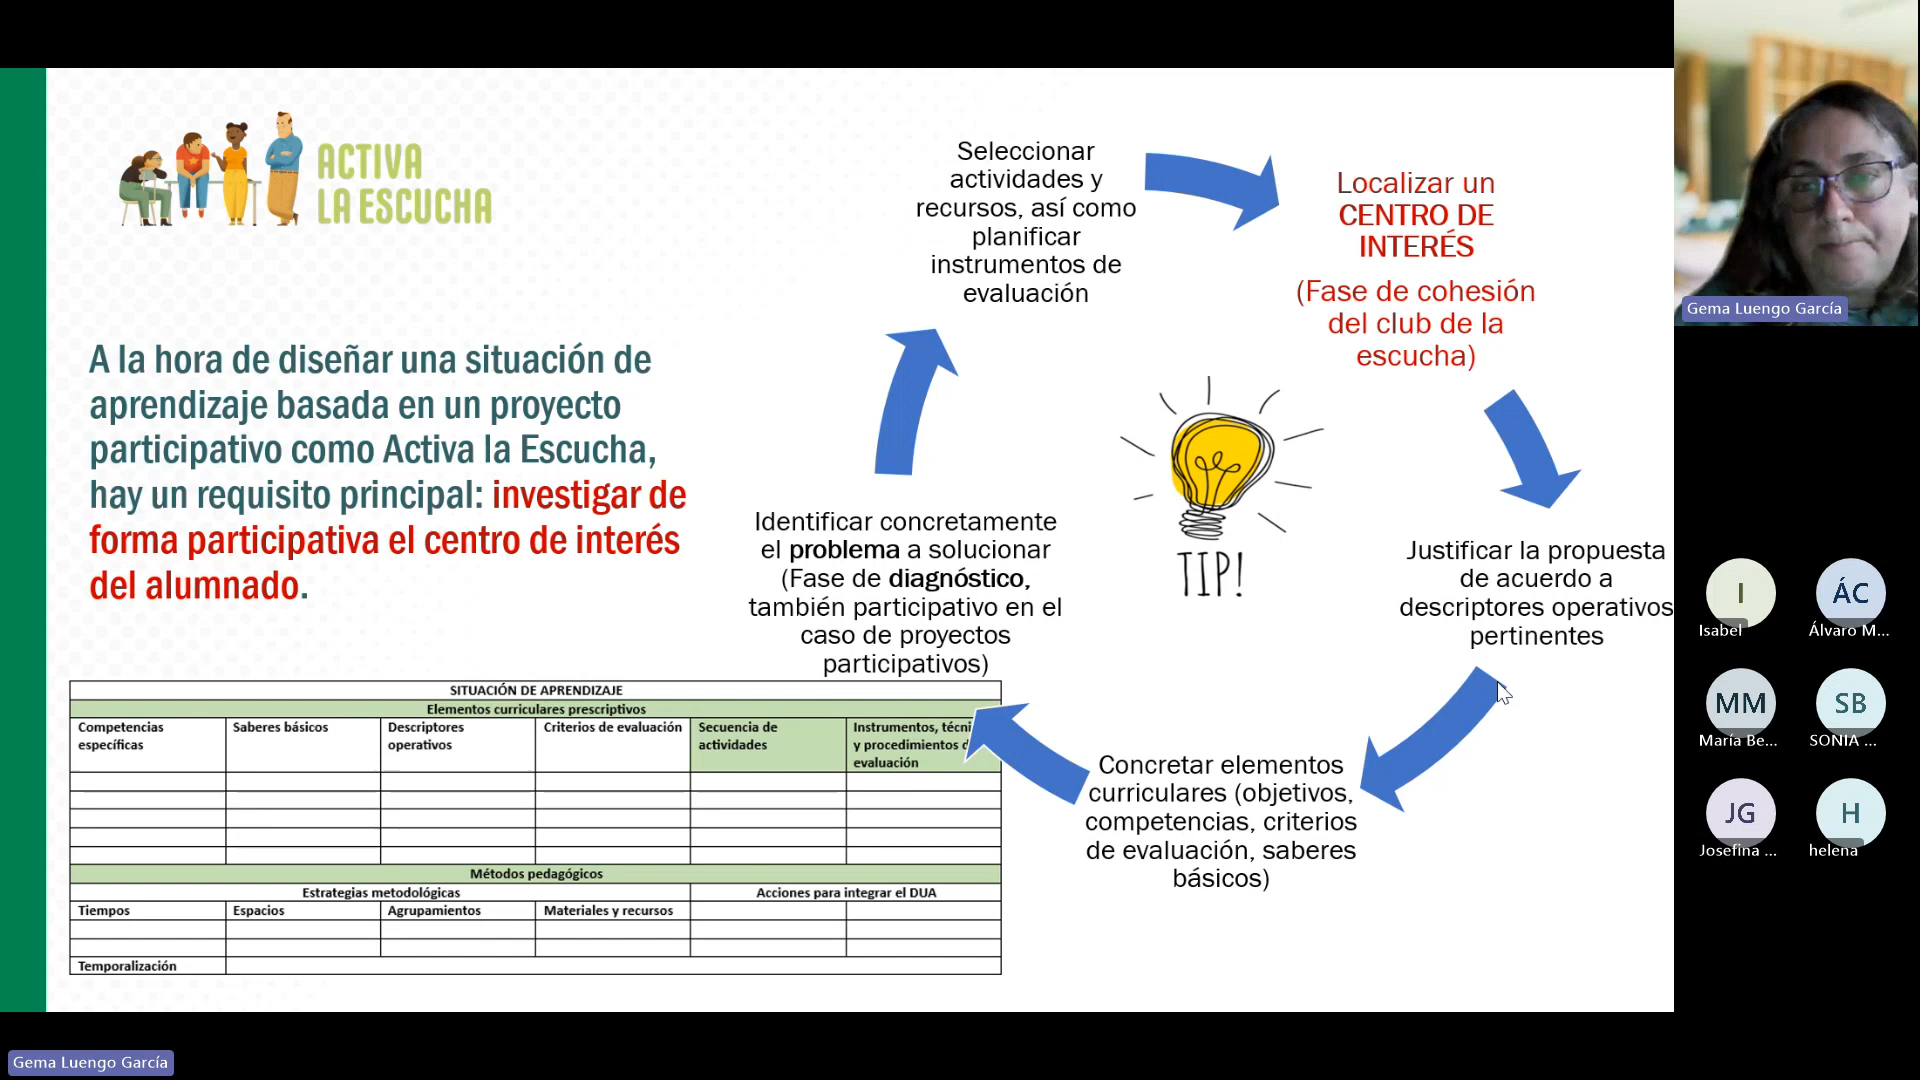 ACTIVA
LA ESCUCHA
A la hora de diseñar una situación de
aprendizaje basada en un proyecto
participativo como Activa la Escucha,
hay un requisito principal: investigar de
forma participativa el centro de interés
del alumnado.
Seleccionar
actividades y
recursos, así como
planificar
instrumentos de
evaluación
Localizar un
CENTRO DE
INTERÉS
(Fase de cohesión
del club de la
escucha)
Justificar la propuesta
de acuerdo a
descriptores operativos
pertinentes
Concretar elementos
curriculares (objetivos,
competencias, criterios
de evaluación, saberes
básicos)
Identificar concretamente
el problema a solucionar
(Fase de diagnóstico,
también participativo en el
caso de proyectos
participativos)
TIP!
SITUACIÓN DE APRENDIZAJE
Elementos curriculares prescriptivos
Competencias
específicas
Saberes básicos
Descriptores
operativos
Criterios de evaluación
Secuencia de
actividades
Instrumentos,
y procedimientos
evaluación
Métodos pedagógicos
Estrategias metodológicas
Acciones para integrar el DUA
Tiempos
Espacios
Agrupamientos
Materiales y recursos
Temporalización
Gema Luengo García
I
Isabel
ÁC
Álvaro M...
MM
María Be...
SB
SONIA ...
JG
Josefina ...
H
helena
Gema Luengo García